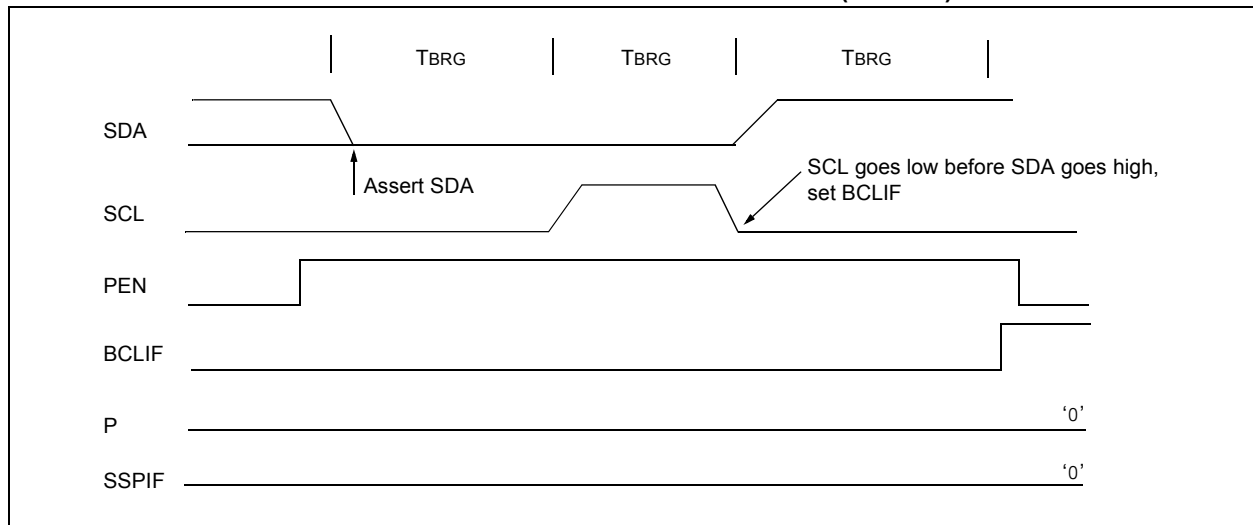 TBRG TBRG TBRG
SDA
Assert SDA
SCL goes low before SDA goes high,
set BCLIF
SCL
PEN
BCLIF
P
'0'
SSPIF
'0'